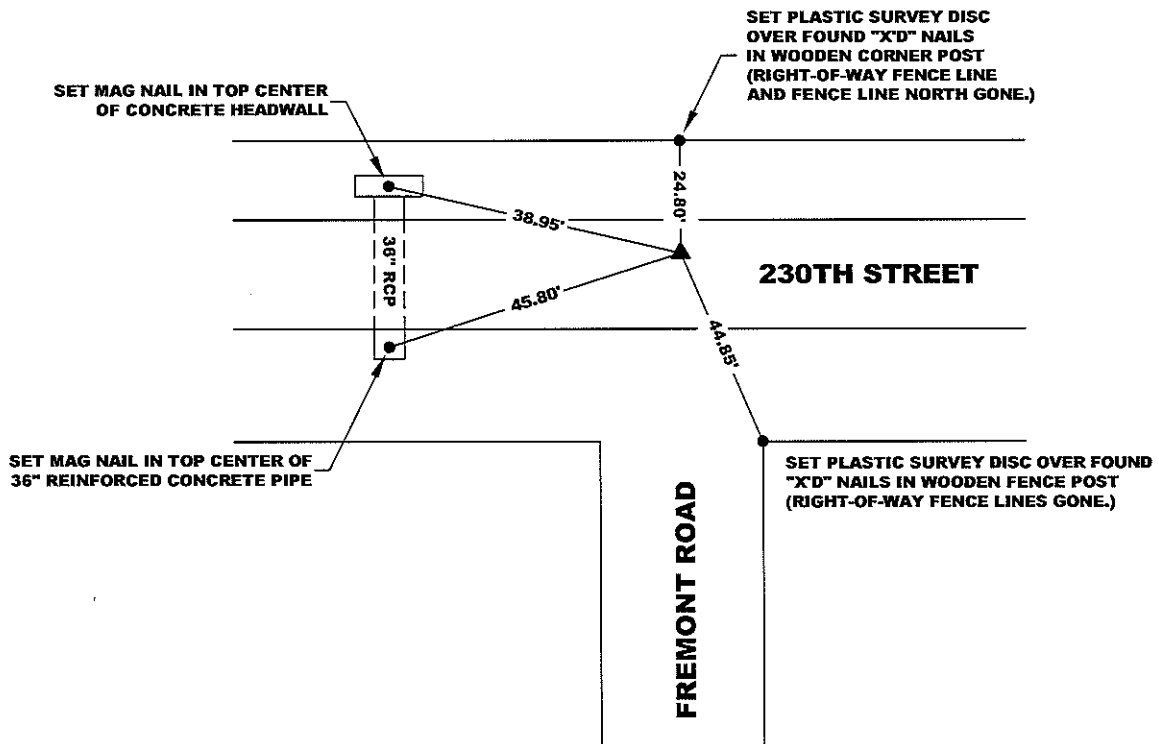 SET PLASTIC SURVEY DISC
OVER FOUND "X'D" NAILS
IN WOODEN CORNER POST
(RIGHT-OF-WAY FENCE LINE
AND FENCE LINE NORTH GONE.)
SET MAG NAIL IN TOP CENTER
OF CONCRETE HEADWALL
24.80'
38.95'
36" RCP
230TH STREET
45.80'
44.85'
SET MAG NAIL IN TOP CENTER OF
36" REINFORCED CONCRETE PIPE
SET PLASTIC SURVEY DISC OVER FOUND
"X'D" NAILS IN WOODEN FENCE POST
(RIGHT-OF-WAY FENCE LINES GONE.)
FREMONT ROAD